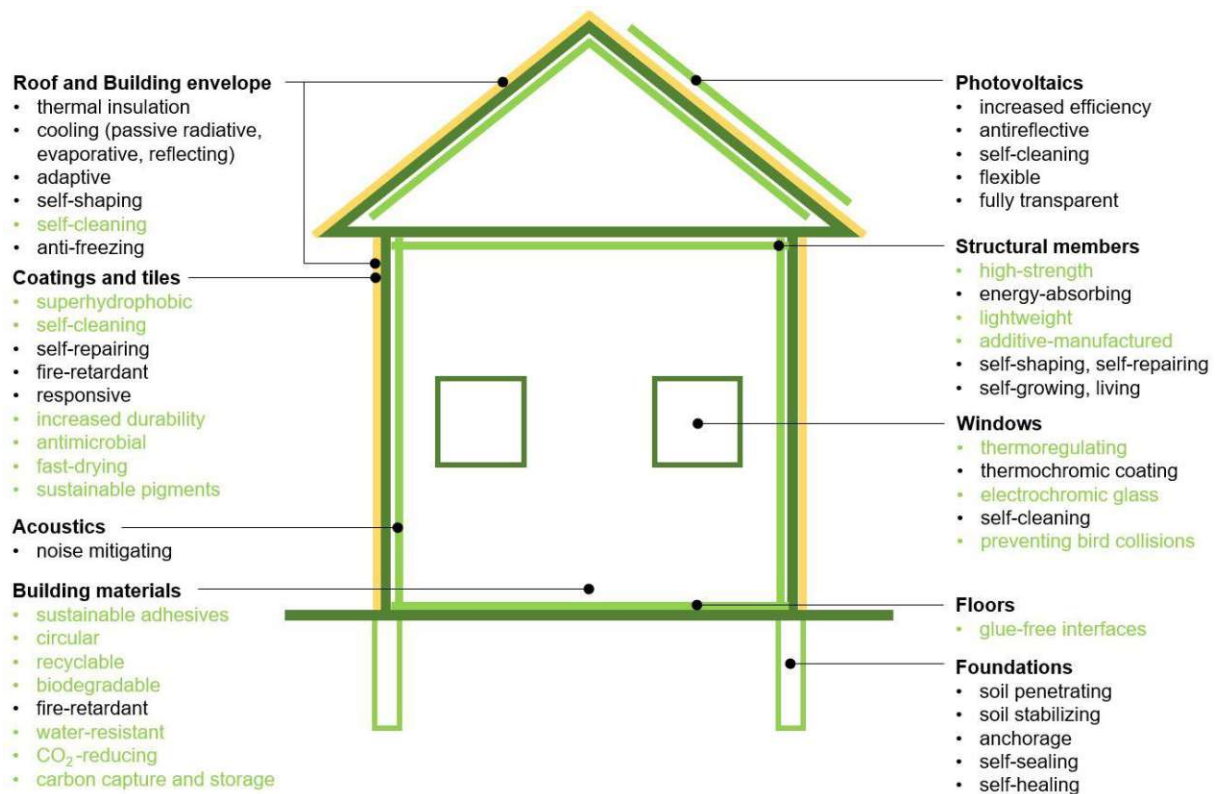 Roof and Building envelope
• thermal insulation
• cooling (passive radiative,
evaporative, reflecting)
• adaptive
• self-shaping
• self-cleaning
• anti-freezing
Coatings and tiles
• superhydrophobic
• self-cleaning
• self-repairing
• fire-retardant
• responsive
• increased durability
• antimicrobial
• fast-drying
• sustainable pigments
Acoustics
• noise mitigating
Building materials
• sustainable adhesives
• circular
• recyclable
• biodegradable
• fire-retardant
• water-resistant
• CO₂-reducing
• carbon capture and storage
Photovoltaics
• increased efficiency
• antireflective
• self-cleaning
• flexible
• fully transparent
Structural members
• high-strength
• energy-absorbing
• lightweight
• additive-manufactured
• self-shaping, self-repairing
• self-growing, living
Windows
• thermoregulating
• thermochromic coating
• electrochromic glass
• self-cleaning
• preventing bird collisions
Floors
• glue-free interfaces
Foundations
• soil penetrating
• soil stabilizing
• anchorage
• self-sealing
• self-healing